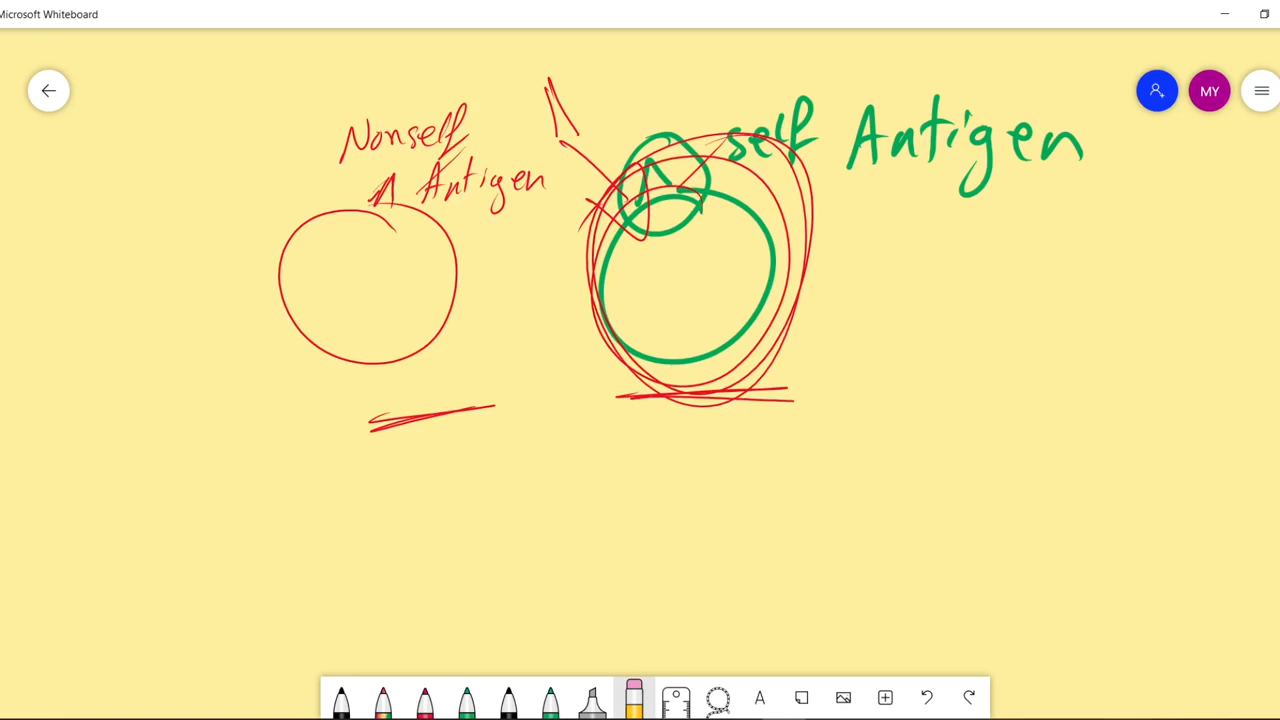 Microsoft Whiteboard
MY
Nonself
Antigen
self Antigen
A